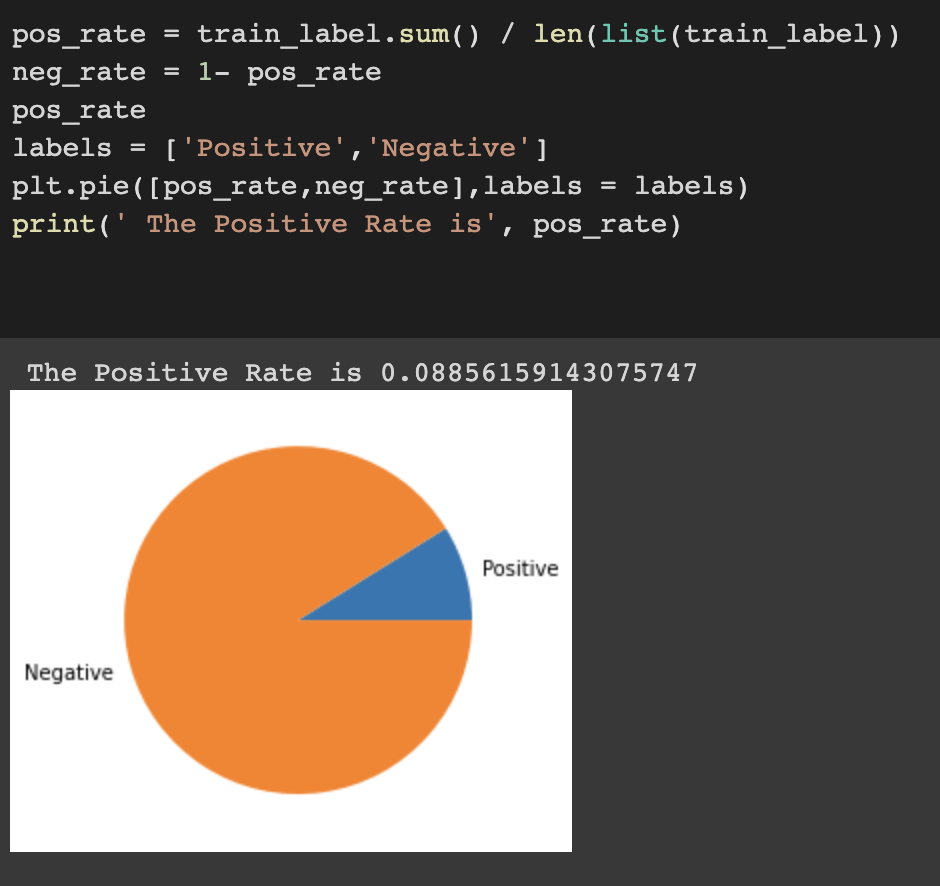 pos_rate = train_label.sum() / len(list(train_label))
neg_rate = 1- pos_rate
pos_rate
labels = ['Positive','Negative']
plt.pie([pos_rate,neg_rate],labels = labels)
print(' The Positive Rate is', pos_rate)
The Positive Rate is 0.08856159143075747
Positive
Negative